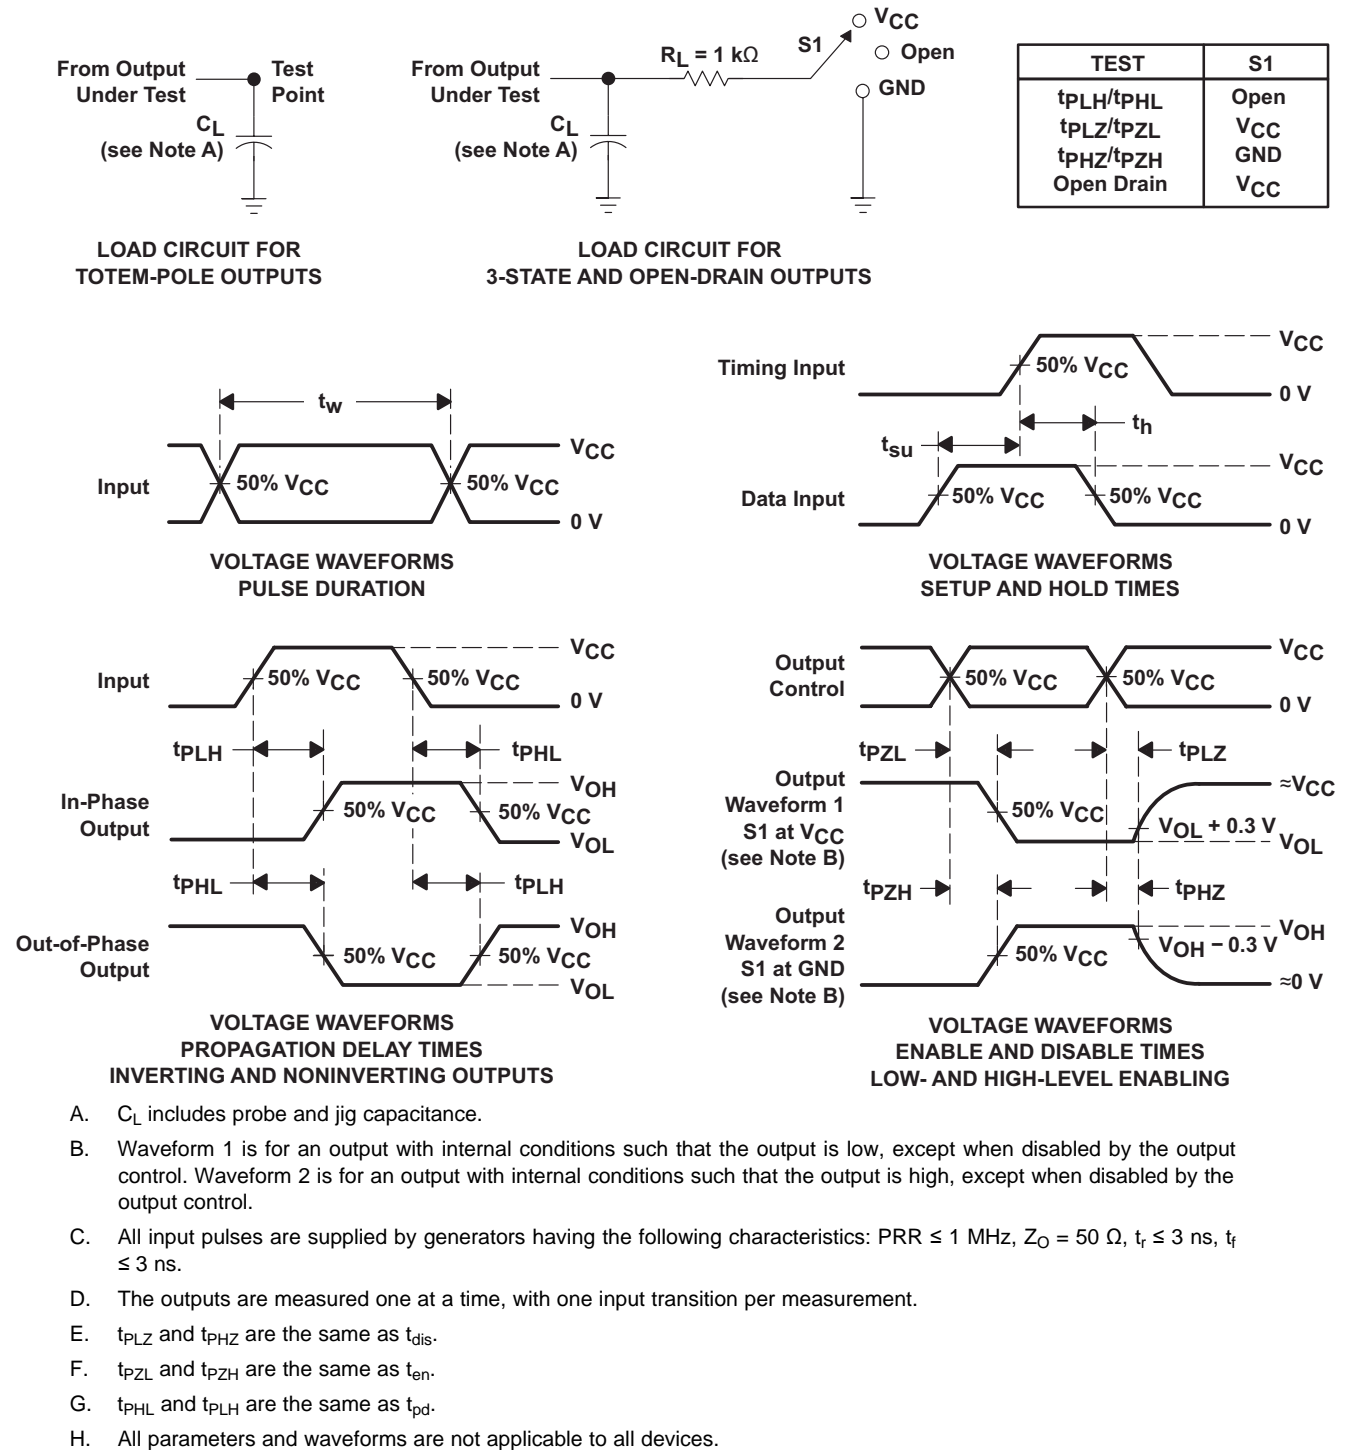 From Output
Under Test
Test
Point
CL
(see Note A)
LOAD CIRCUIT FOR
TOTEM-POLE OUTPUTS
From Output
Under Test
CL
(see Note A)
RL = 1 kΩ
S1
VCC
Open
GND
LOAD CIRCUIT FOR
3-STATE AND OPEN-DRAIN OUTPUTS
TEST S1
tPLH/tPHL Open
tPLZ/tPZL VCC
tPHZ/tPZH GND
Open Drain VCC
tw
Input
50% VCC
50% VCC
VCC
0 V
VOLTAGE WAVEFORMS
PULSE DURATION
Timing Input
50% VCC
VCC
0 V
th
tsu
Data Input
50% VCC
50% VCC
VCC
0 V
VOLTAGE WAVEFORMS
SETUP AND HOLD TIMES
Input
50% VCC
50% VCC
VCC
0 V
tPLH
tPHL
In-Phase
Output
50% VCC
50% VCC
VOH
VOL
tPHL
tPLH
Out-of-Phase
Output
50% VCC
50% VCC
VOH
VOL
VOLTAGE WAVEFORMS
PROPAGATION DELAY TIMES
INVERTING AND NONINVERTING OUTPUTS
Output
Control
50% VCC
50% VCC
VCC
0 V
tPZL
tPLZ
Output
Waveform 1
S1 at VCC
(see Note B)
50% VCC
VOL + 0.3 V
≈VCC
VOL
tPZH
tPHZ
Output
Waveform 2
S1 at GND
(see Note B)
50% VCC
VOH − 0.3 V
VOH
≈0 V
VOLTAGE WAVEFORMS
ENABLE AND DISABLE TIMES
LOW- AND HIGH-LEVEL ENABLING
A. CL includes probe and jig capacitance.
B. Waveform 1 is for an output with internal conditions such that the output is low, except when disabled by the output
control. Waveform 2 is for an output with internal conditions such that the output is high, except when disabled by the
output control.
C. All input pulses are supplied by generators having the following characteristics: PRR ≤ 1 MHz, ZO = 50 Ω, tr ≤ 3 ns, tf
≤ 3 ns.
D. The outputs are measured one at a time, with one input transition per measurement.
E. tPLZ and tPHZ are the same as tdis.
F. tPZL and tPZH are the same as ten.
G. tPHL and tPLH are the same as tpd.
H. All parameters and waveforms are not applicable to all devices.